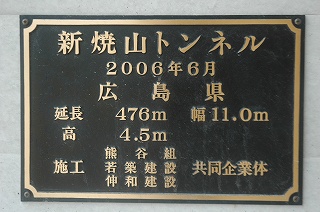 新焼山トンネル
2006年6月
広島県
延長 476m 幅 11.0m
高 4.5m
熊谷組
施工 若築建設 共同企業体
伸和建設